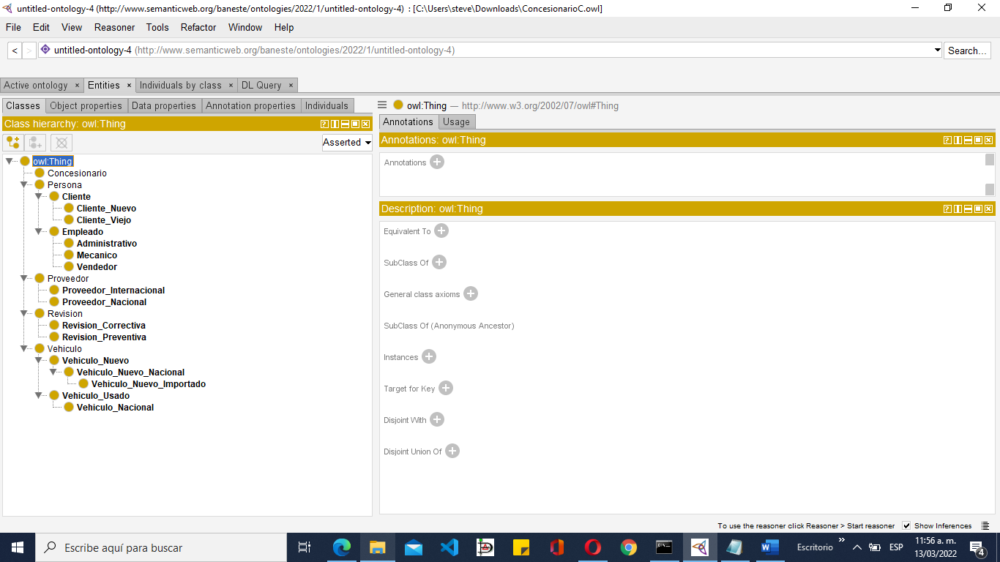 untitled-ontology-4 (http://www.semanticweb.org/baneste/ontologies/2022/1/untitled-ontology-4) : [C:\Users\steve\Downloads\ConcesionarioC.owl]
File Edit View Reasoner Tools Refactor Window Help
< > untitled-ontology-4 (http://www.semanticweb.org/baneste/ontologies/2022/1/untitled-ontology-4) Search...
Active ontology × Entities × Individuals by class × DL Query ×
Classes Object properties Data properties Annotation properties Individuals
Class hierarchy: owl:Thing
Asserted
owl:Thing
Concesionario
Persona
Cliente
Cliente_Nuevo
Cliente_Viejo
Empleado
Administrativo
Mecanico
Vendedor
Proveedor
Proveedor_Internacional
Proveedor_Nacional
Revision
Revision_Correctiva
Revision_Preventiva
Vehiculo
Vehiculo_Nuevo
Vehiculo_Nuevo_Nacional
Vehiculo_Nuevo_Importado
Vehiculo_Usado
Vehiculo_Nacional
owl:Thing — http://www.w3.org/2002/07/owl#Thing
Annotations Usage
Annotations: owl:Thing
Annotations
Description: owl:Thing
Equivalent To
SubClass Of
General class axioms
SubClass Of (Anonymous Ancestor)
Instances
Target for Key
Disjoint With
Disjoint Union Of
To use the reasoner click Reasoner > Start reasoner Show Inferences
Escribe aquí para buscar
Escritorio » ESP 11:56 a. m.
13/03/2022
4